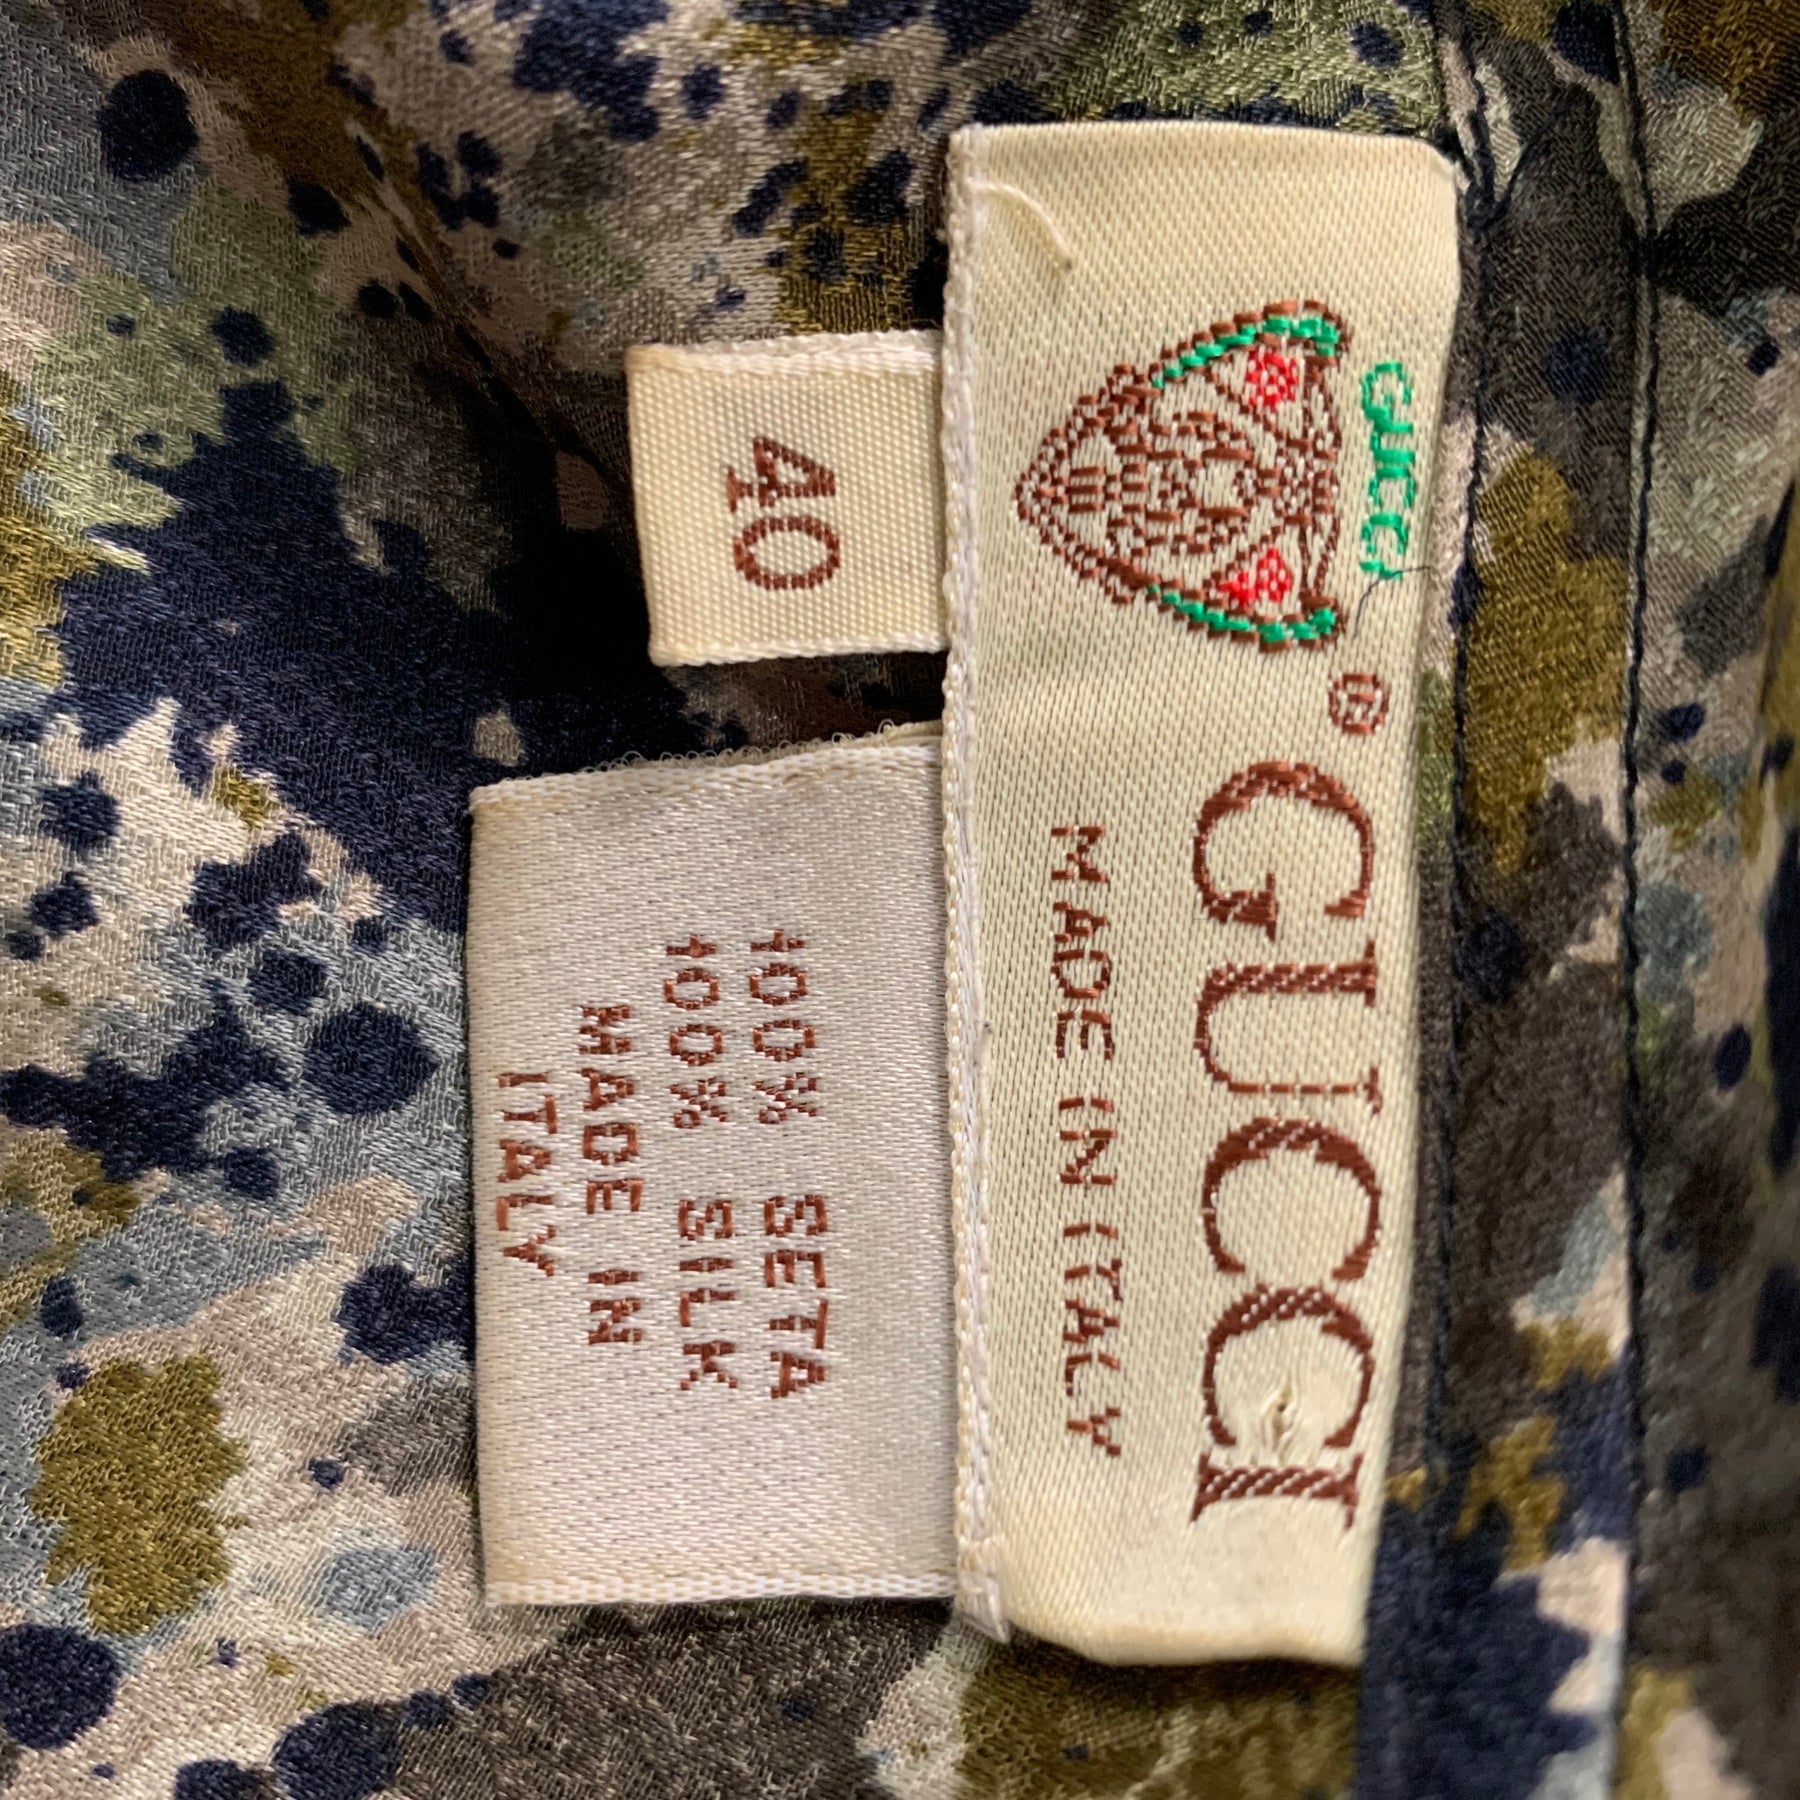 GUCCI
® GUCCI
MADE IN ITALY
40
100% SETA
100% SILK
MADE IN
ITALY